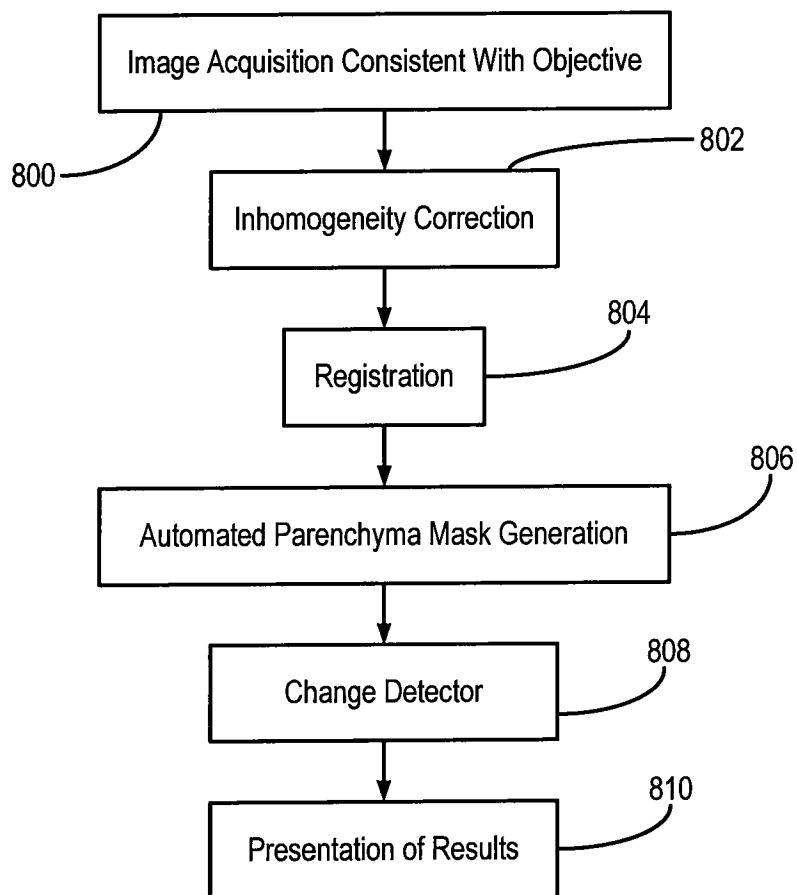 Image Acquisition Consistent With Objective
800
802
Inhomogeneity Correction
804
Registration
806
Automated Parenchyma Mask Generation
808
Change Detector
810
Presentation of Results